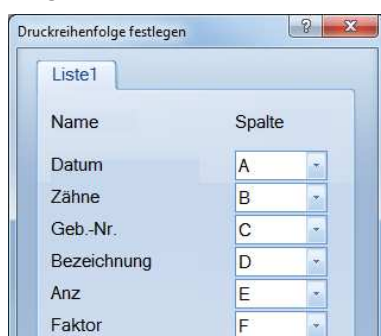 Druckreihenfolge festlegen
Liste1
Name Spalte
Datum A
Zähne B
Geb.-Nr. C
Bezeichnung D
Anz E
Faktor F